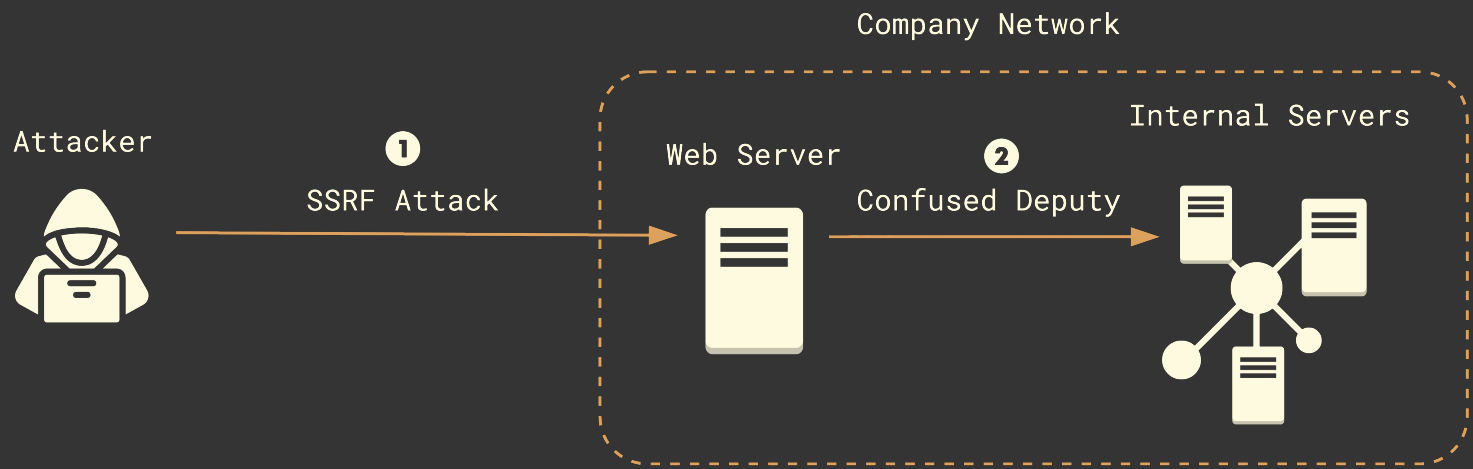 Company Network
Internal Servers
Attacker
1
Web Server
2
SSRF Attack
Confused Deputy